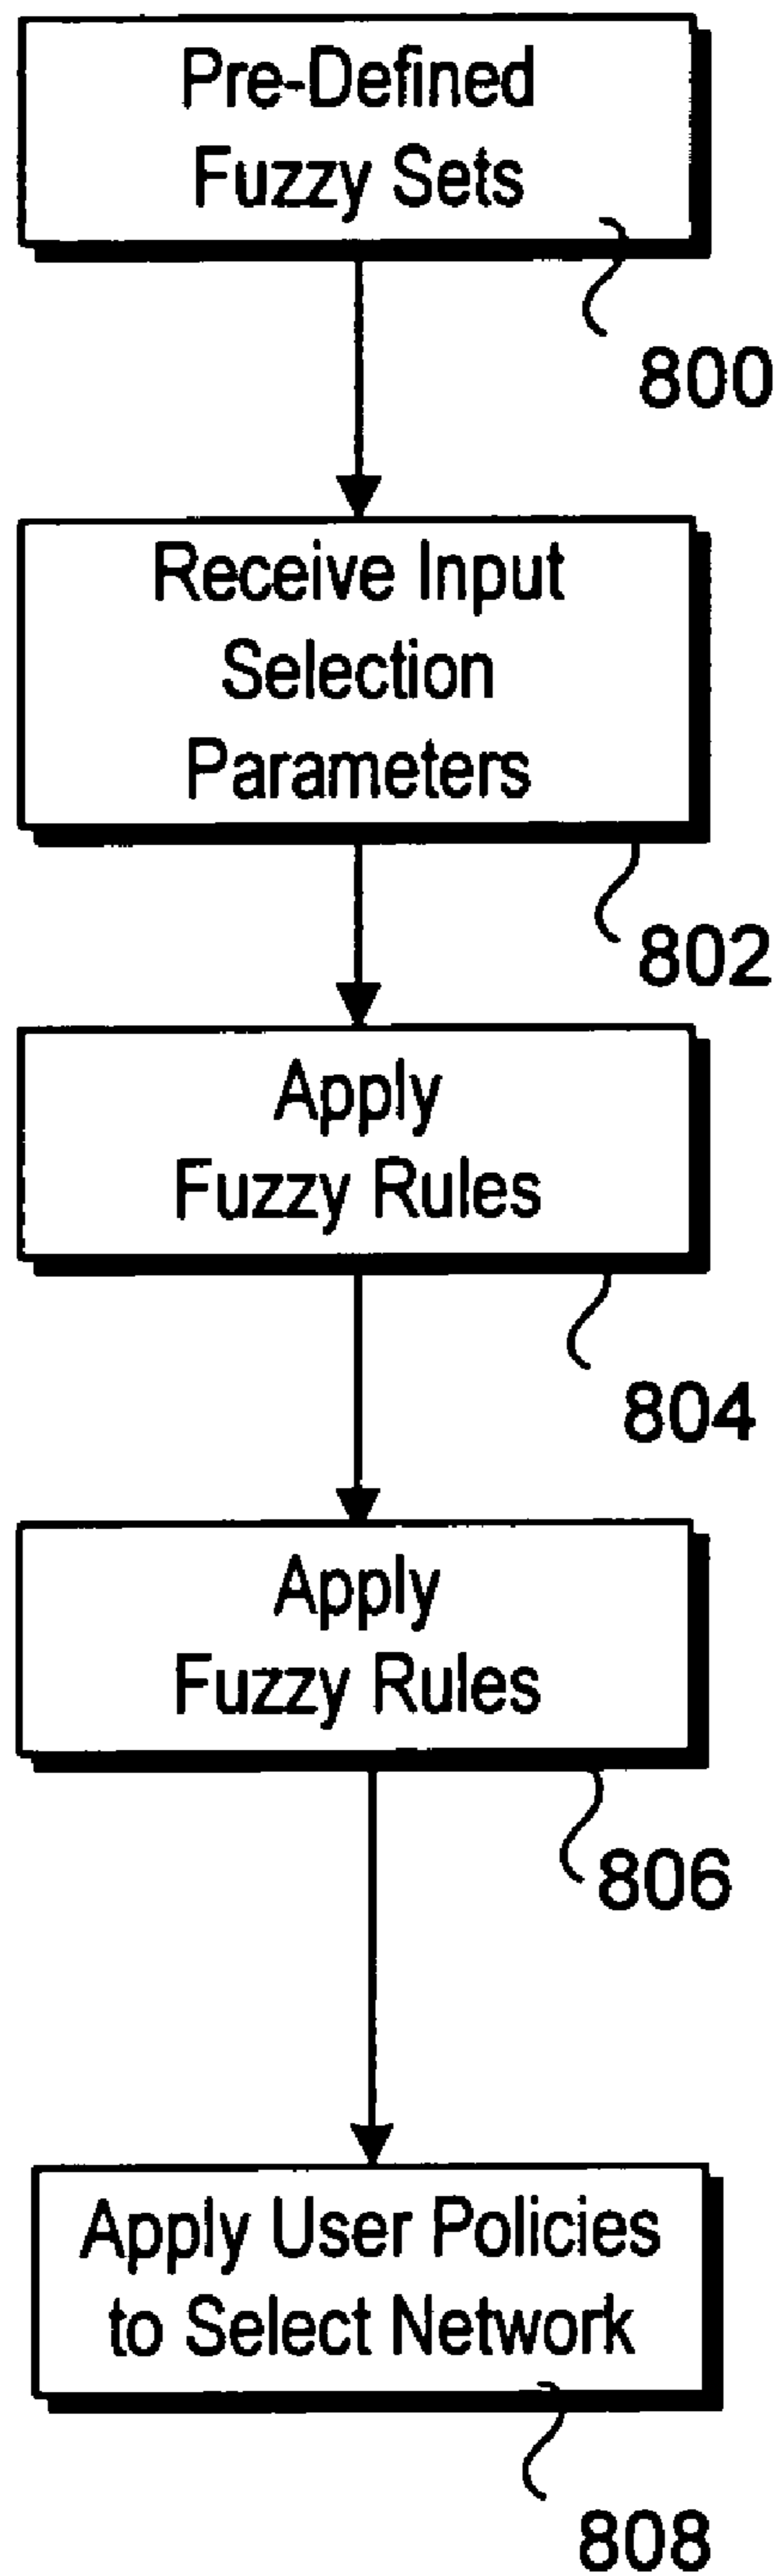 Pre-Defined
Fuzzy Sets
800
Receive Input
Selection
Parameters
802
Apply
Fuzzy Rules
804
Apply
Fuzzy Rules
806
Apply User Policies
to Select Network
808